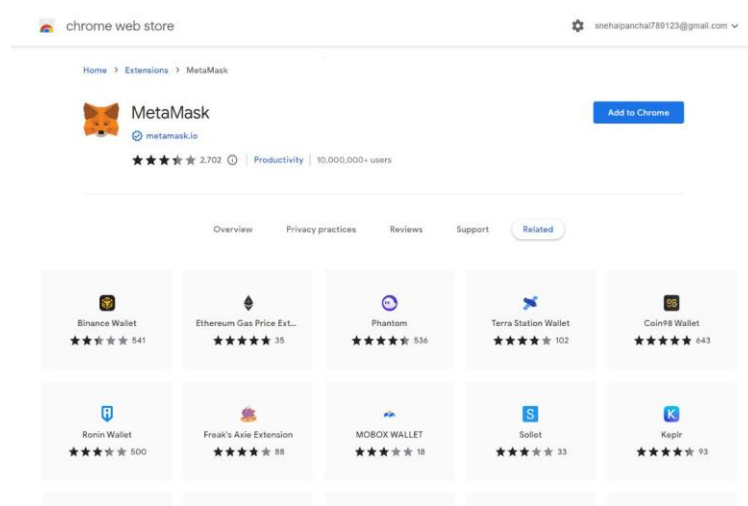 chrome web store
snehalpanchal789123@gmail.com
Home > Extensions > MetaMask
MetaMask
Add to Chrome
metamask.io
2,702 Productivity 10,000,000+ users
Overview Privacy practices Reviews Support Related
Binance Wallet Ethereum Gas Price Ext... Phantom Terra Station Wallet Coin98 Wallet
541 35 536 102 643
Ronin Wallet Freak's Axie Extension MOBOX WALLET Sollet Keplr
500 88 18 33 93